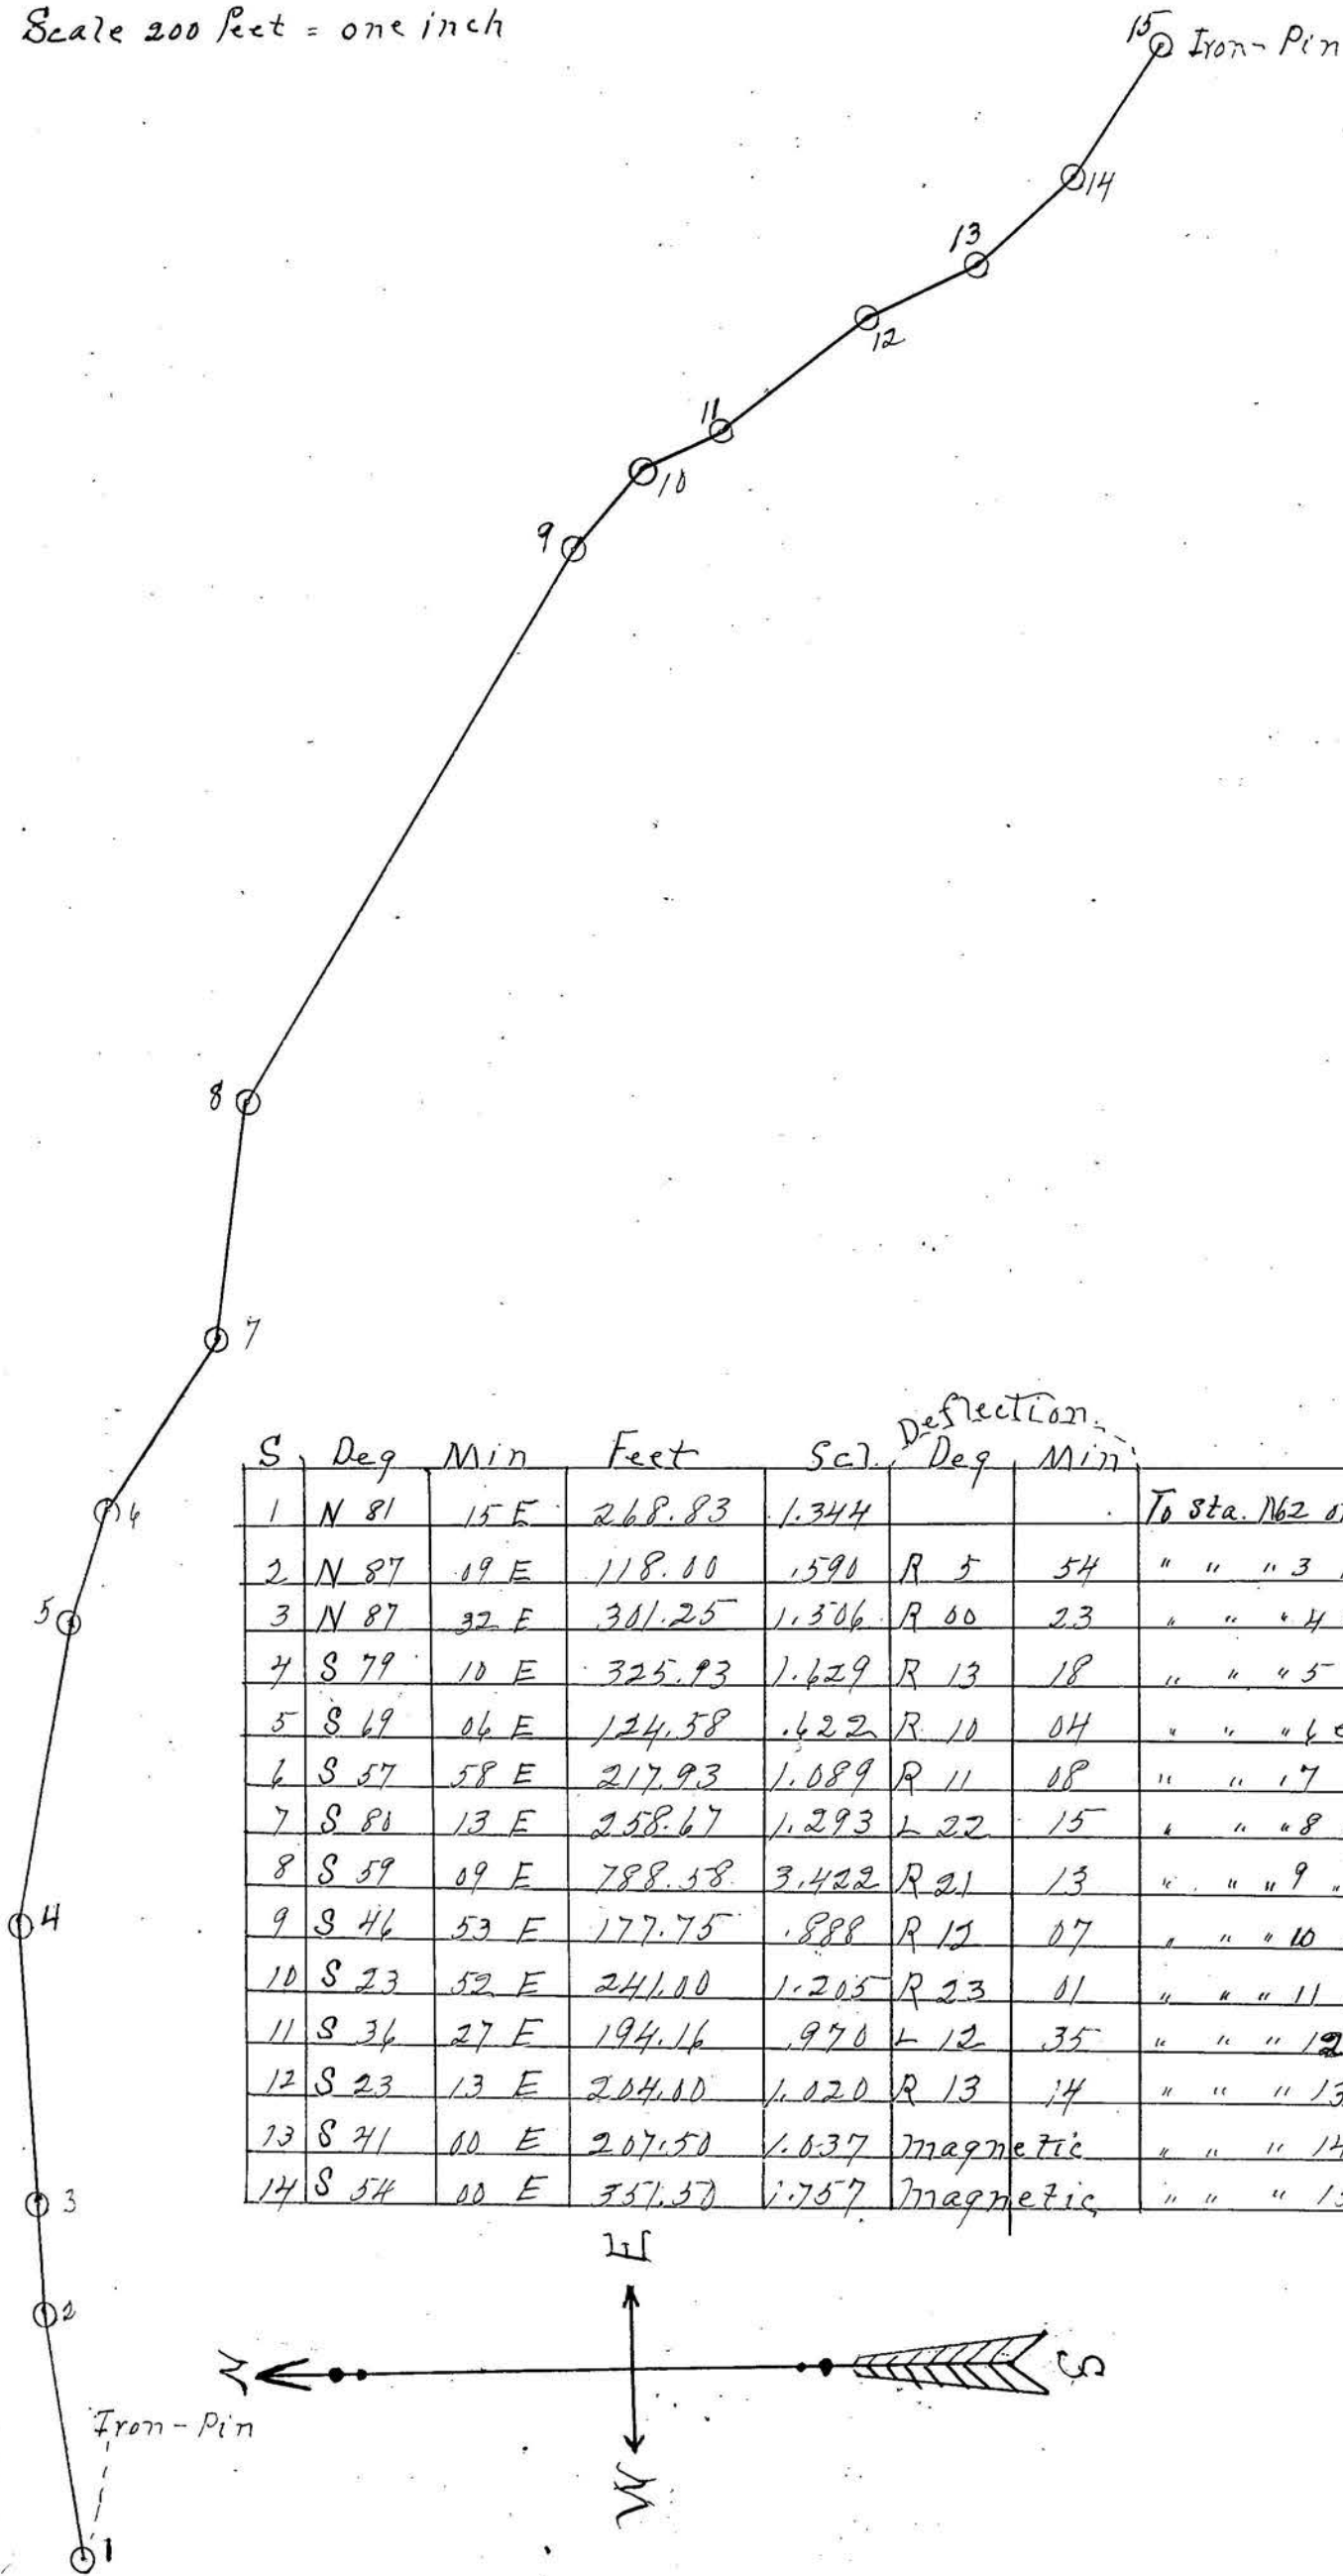 Scale 200 feet = one inch
15 Iron-Pin
14
13
12
11
10
9
8
7
6
5
4
3
2
Iron-Pin
1
Deflection.
S Deg Min Feet Scl. Deg Min
1 N 81 15 E 268.83 1.344 To Sta. No2
2 N 87 09 E 118.00 .590 R 5 54 " " " 3
3 N 87 32 E 301.25 1.506 R 00 23 " " " 4
4 S 79 10 E 325.93 1.629 R 13 18 " " " 5
5 S 69 06 E 124.58 .622 R 10 04 " " " 6
6 S 57 58 E 217.93 1.089 R 11 08 " " " 7
7 S 80 13 E 258.67 1.293 L 22 15 " " " 8
8 S 59 09 E 788.58 3.422 R 21 13 " " " 9
9 S 46 53 E 177.75 .888 R 12 07 " " " 10
10 S 23 52 E 241.00 1.205 R 23 01 " " " 11
11 S 36 27 E 194.16 .970 L 12 35 " " " 12
12 S 23 13 E 204.00 1.020 R 13 14 " " " 13
13 S 41 00 E 207.50 1.037 Magnetic " " " 14
14 S 54 00 E 351.50 1.757 Magnetic " " " 15
E
N S
W